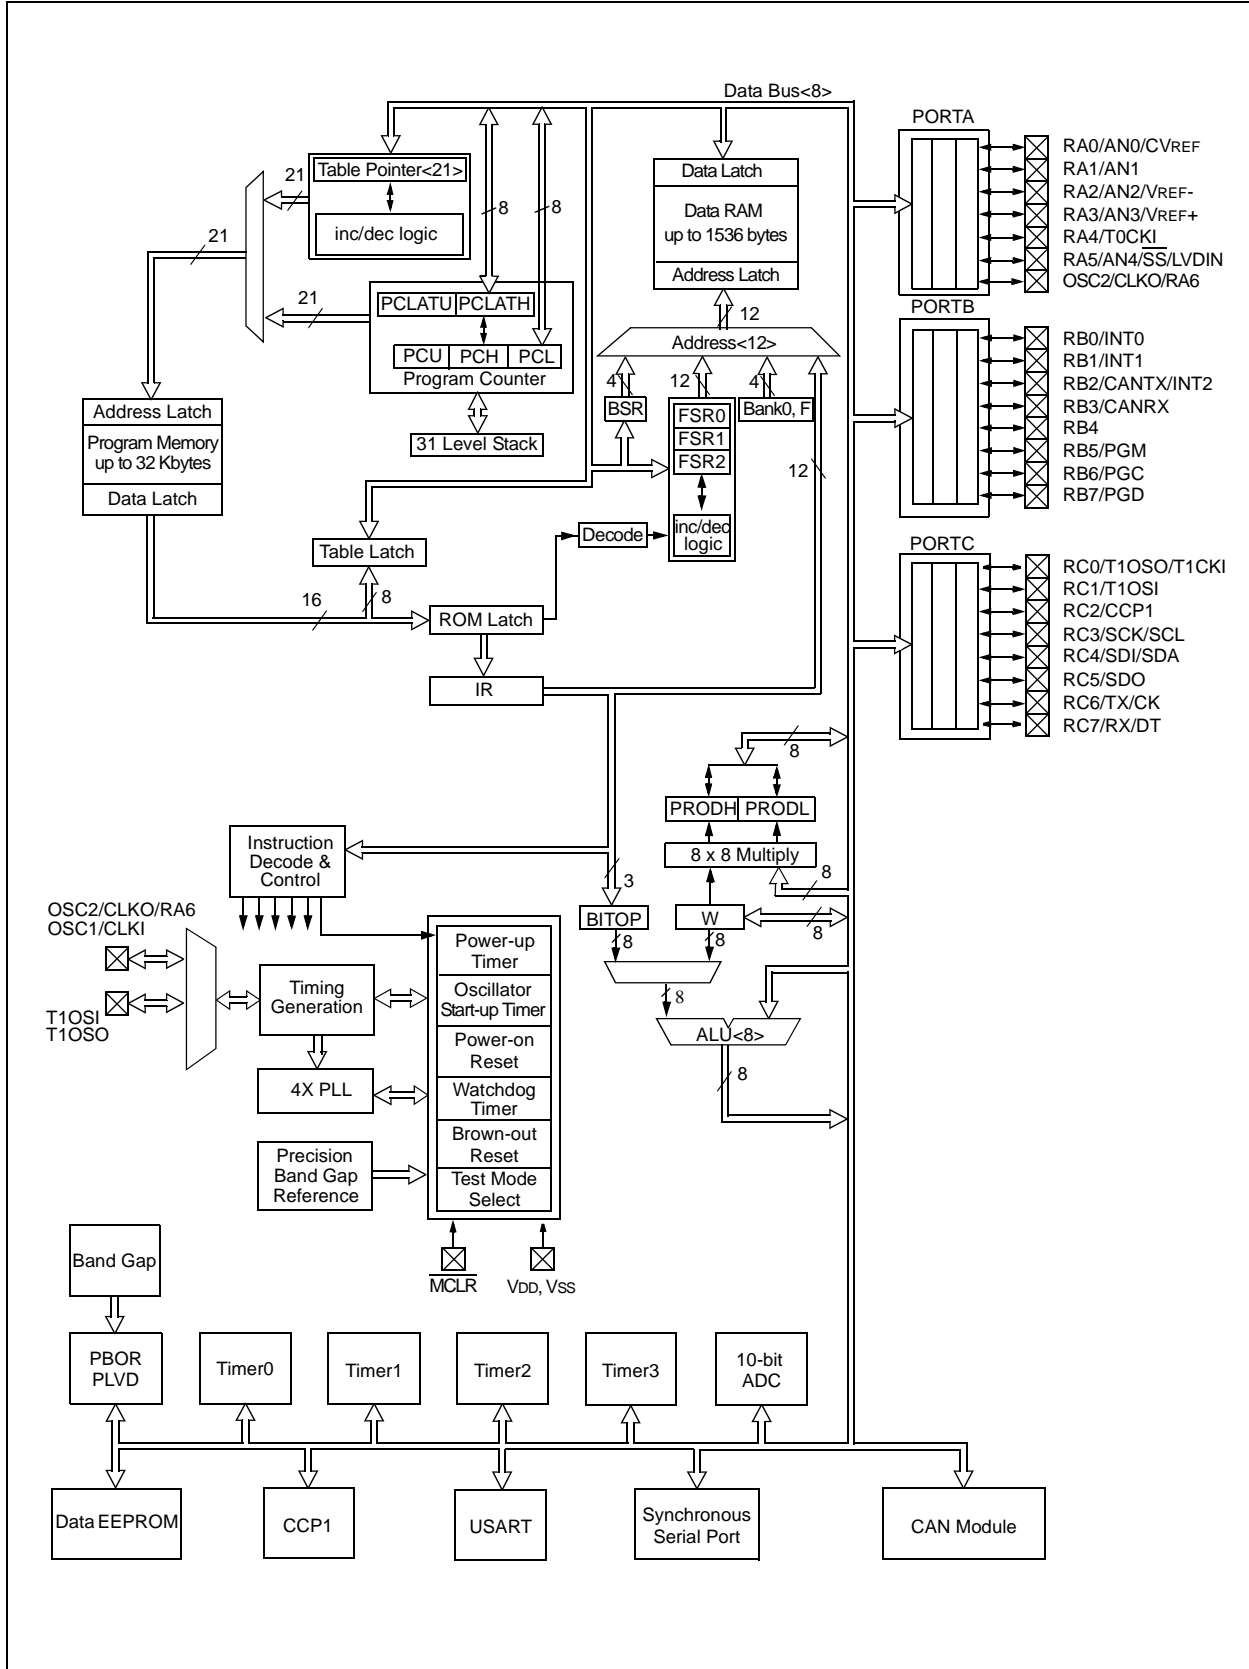 Data Bus<8>
PORTA
RA0/AN0/CVREF
RA1/AN1
RA2/AN2/VREF-
RA3/AN3/VREF+
RA4/T0CKI
RA5/AN4/SS/LVDIN
OSC2/CLKO/RA6
PORTB
RB0/INT0
RB1/INT1
RB2/CANTX/INT2
RB3/CANRX
RB4
RB5/PGM
RB6/PGC
RB7/PGD
PORTC
RC0/T1OSO/T1CKI
RC1/T1OSI
RC2/CCP1
RC3/SCK/SCL
RC4/SDI/SDA
RC5/SDO
RC6/TX/CK
RC7/RX/DT
Table Pointer<21>
inc/dec logic
21
21
21
8
8
PCLATU PCLATH
PCU PCH PCL
Program Counter
31 Level Stack
Address Latch
Program Memory
up to 32 Kbytes
Data Latch
Data Latch
Data RAM
up to 1536 bytes
Address Latch
12
Address<12>
4
12
4
BSR
FSR0
FSR1
FSR2
inc/dec
logic
Bank0, F
12
Decode
Table Latch
16
8
ROM Latch
IR
8
PRODH PRODL
8 x 8 Multiply
8
3
BITOP
W
8
8
8
8
ALU<8>
8
Instruction
Decode &
Control
OSC2/CLKO/RA6
OSC1/CLKI
T1OSI
T1OSO
Timing
Generation
4X PLL
Precision
Band Gap
Reference
Power-up
Timer
Oscillator
Start-up Timer
Power-on
Reset
Watchdog
Timer
Brown-out
Reset
Test Mode
Select
MCLR
VDD, VSS
Band Gap
PBOR
PLVD
Timer0
Timer1
Timer2
Timer3
10-bit
ADC
Data EEPROM
CCP1
USART
Synchronous
Serial Port
CAN Module